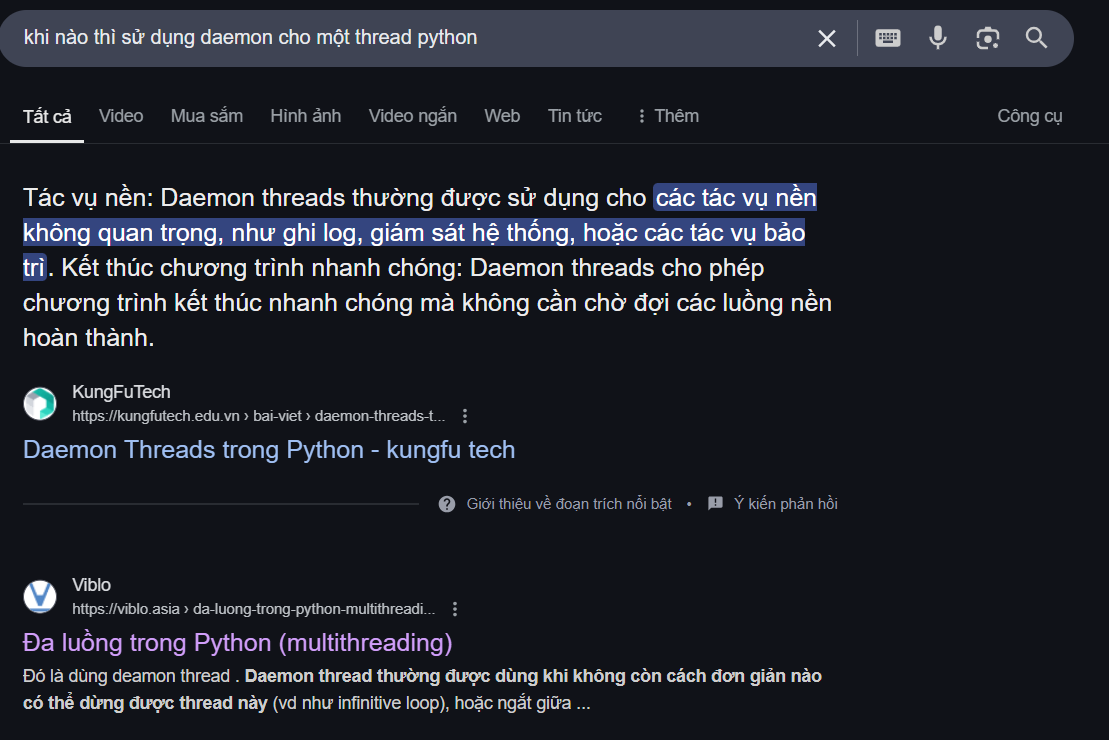 khi nào thì sử dụng daemon cho một thread python
Tất cả Video Mua sắm Hình ảnh Video ngắn Web Tin tức Thêm Công cụ
Tác vụ nền: Daemon threads thường được sử dụng cho các tác vụ nền
không quan trọng, như ghi log, giám sát hệ thống, hoặc các tác vụ bảo
trì. Kết thúc chương trình nhanh chóng: Daemon threads cho phép
chương trình kết thúc nhanh chóng mà không cần chờ đợi các luồng nền
hoàn thành.
KungFuTech
https://kungfutech.edu.vn › bai-viet › daemon-threads-t...
Daemon Threads trong Python - kungfu tech
Giới thiệu về đoạn trích nổi bật • Ý kiến phản hồi
Viblo
https://viblo.asia › da-luong-trong-python-multithreadi...
Đa luồng trong Python (multithreading)
Đó là dùng deamon thread . Daemon thread thường được dùng khi không còn cách đơn giản nào
có thể dừng được thread này (vd như infinitive loop), hoặc ngắt giữa ...